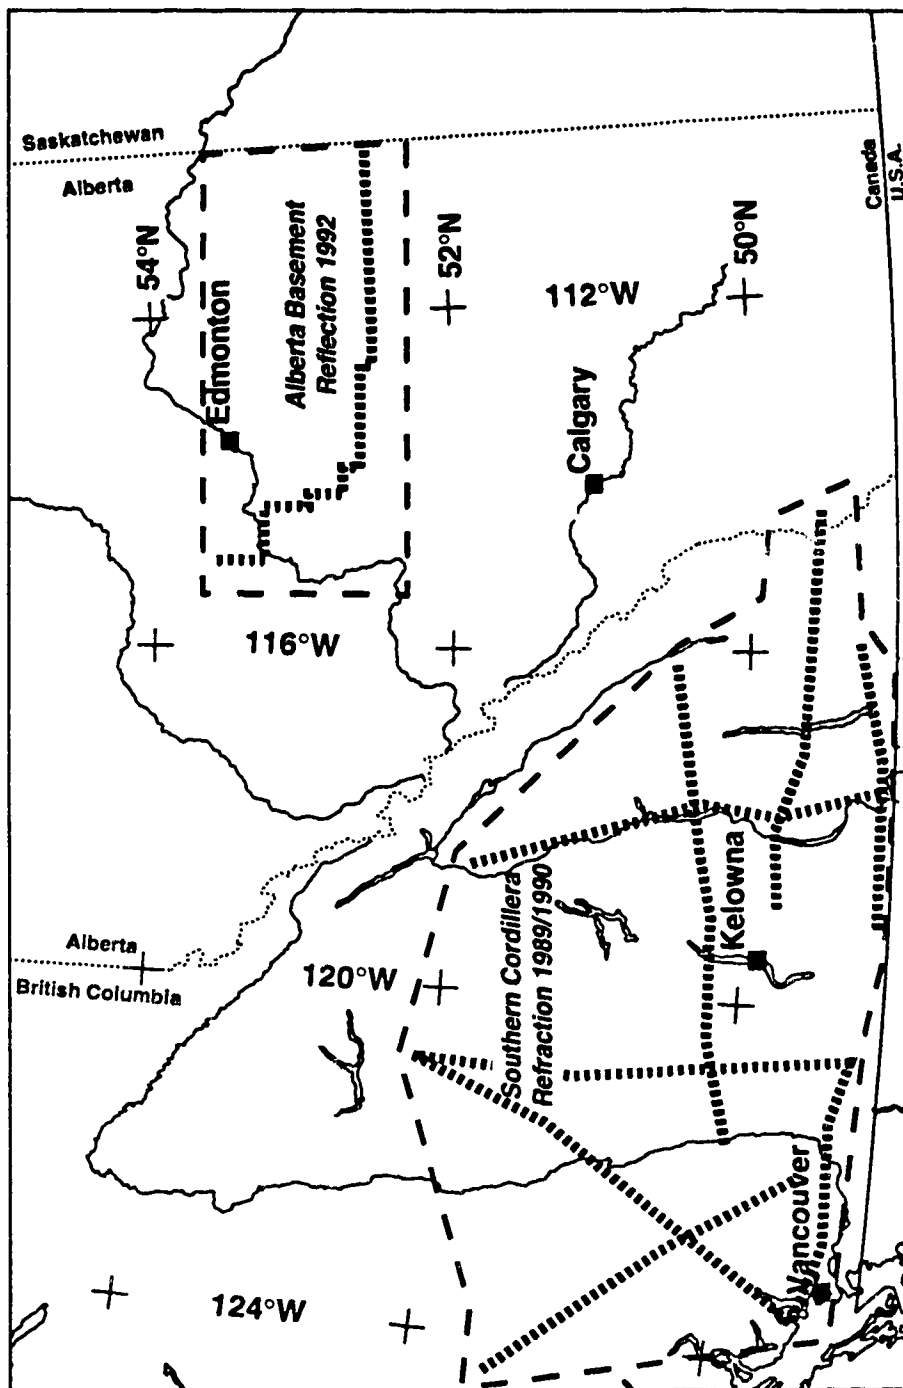 Saskatchewan
Alberta
54°N
Edmonton
Alberta Basement
Reflection 1992
52°N
112°W
50°N
Calgary
Canada
U.S.A.
116°W
Alberta
British Columbia
120°W
Southern Cordillera
Refraction 1989/1990
Kelowna
124°W
Vancouver